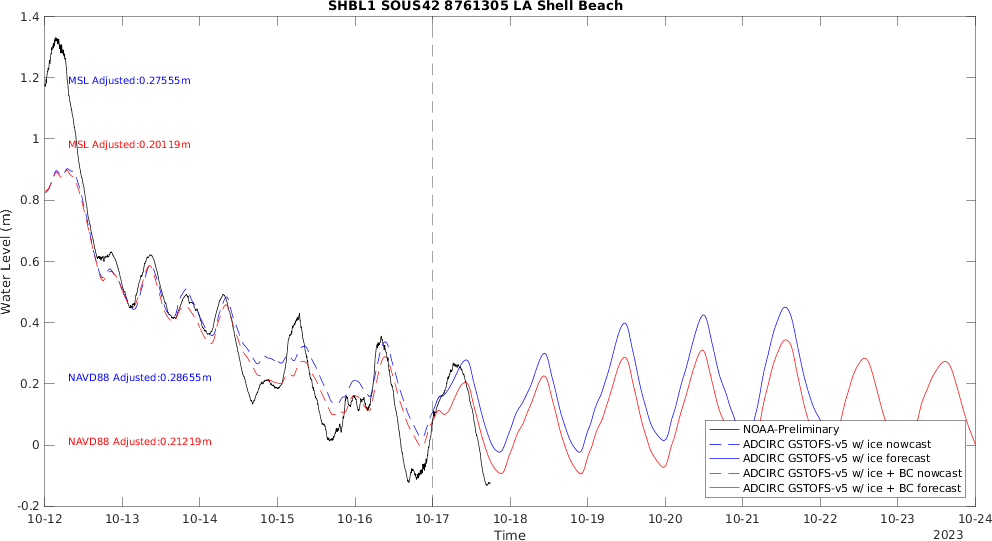 SHBL1 SOUS42 8761305 LA Shell Beach
1.4
1.2
1
0.8
0.6
0.4
0.2
0
-0.2
Water Level (m)
MSL Adjusted:0.27555m
MSL Adjusted:0.20119m
NAVD88 Adjusted:0.28655m
NAVD88 Adjusted:0.21219m
NOAA-Preliminary
ADCIRC GSTOFS-v5 w/ ice nowcast
ADCIRC GSTOFS-v5 w/ ice forecast
ADCIRC GSTOFS-v5 w/ ice + BC nowcast
ADCIRC GSTOFS-v5 w/ ice + BC forecast
10-12 10-13 10-14 10-15 10-16 10-17 10-18 10-19 10-20 10-21 10-22 10-23 10-24
Time
2023